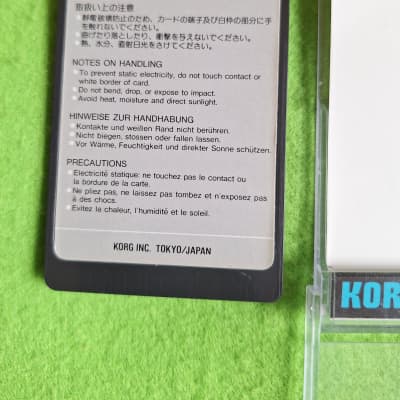 取扱い上の注意
●静電破壊防止のため、カードの端子及び白枠の部分に手
を触れないでください。
●曲げたり落としたり、衝撃を与えないでください。
●熱、水分、直射日光をさけてください。
NOTES ON HANDLING
●To prevent static electricity, do not touch contact or
white border of card.
●Do not bend, drop, or expose to impact.
●Avoid heat, moisture and direct sunlight.
HINWEISE ZUR HANDHABUNG
●Kontakte und weißen Rand nicht berühren.
●Nicht biegen, stossen oder fallen lassen.
●Vor Wärme, Feuchtigkeit und direkter Sonne schützen.
PRECAUTIONS
●Electricité statique: ne touchez pas le contact ou
la bordure de la carte.
●Ne pliez pas, ne laissez pas tombez et n'exposez pas
à des chocs.
●Evitez la chaleur, l'humidité et le soleil.
KORG INC. TOKYO/JAPAN
KORG